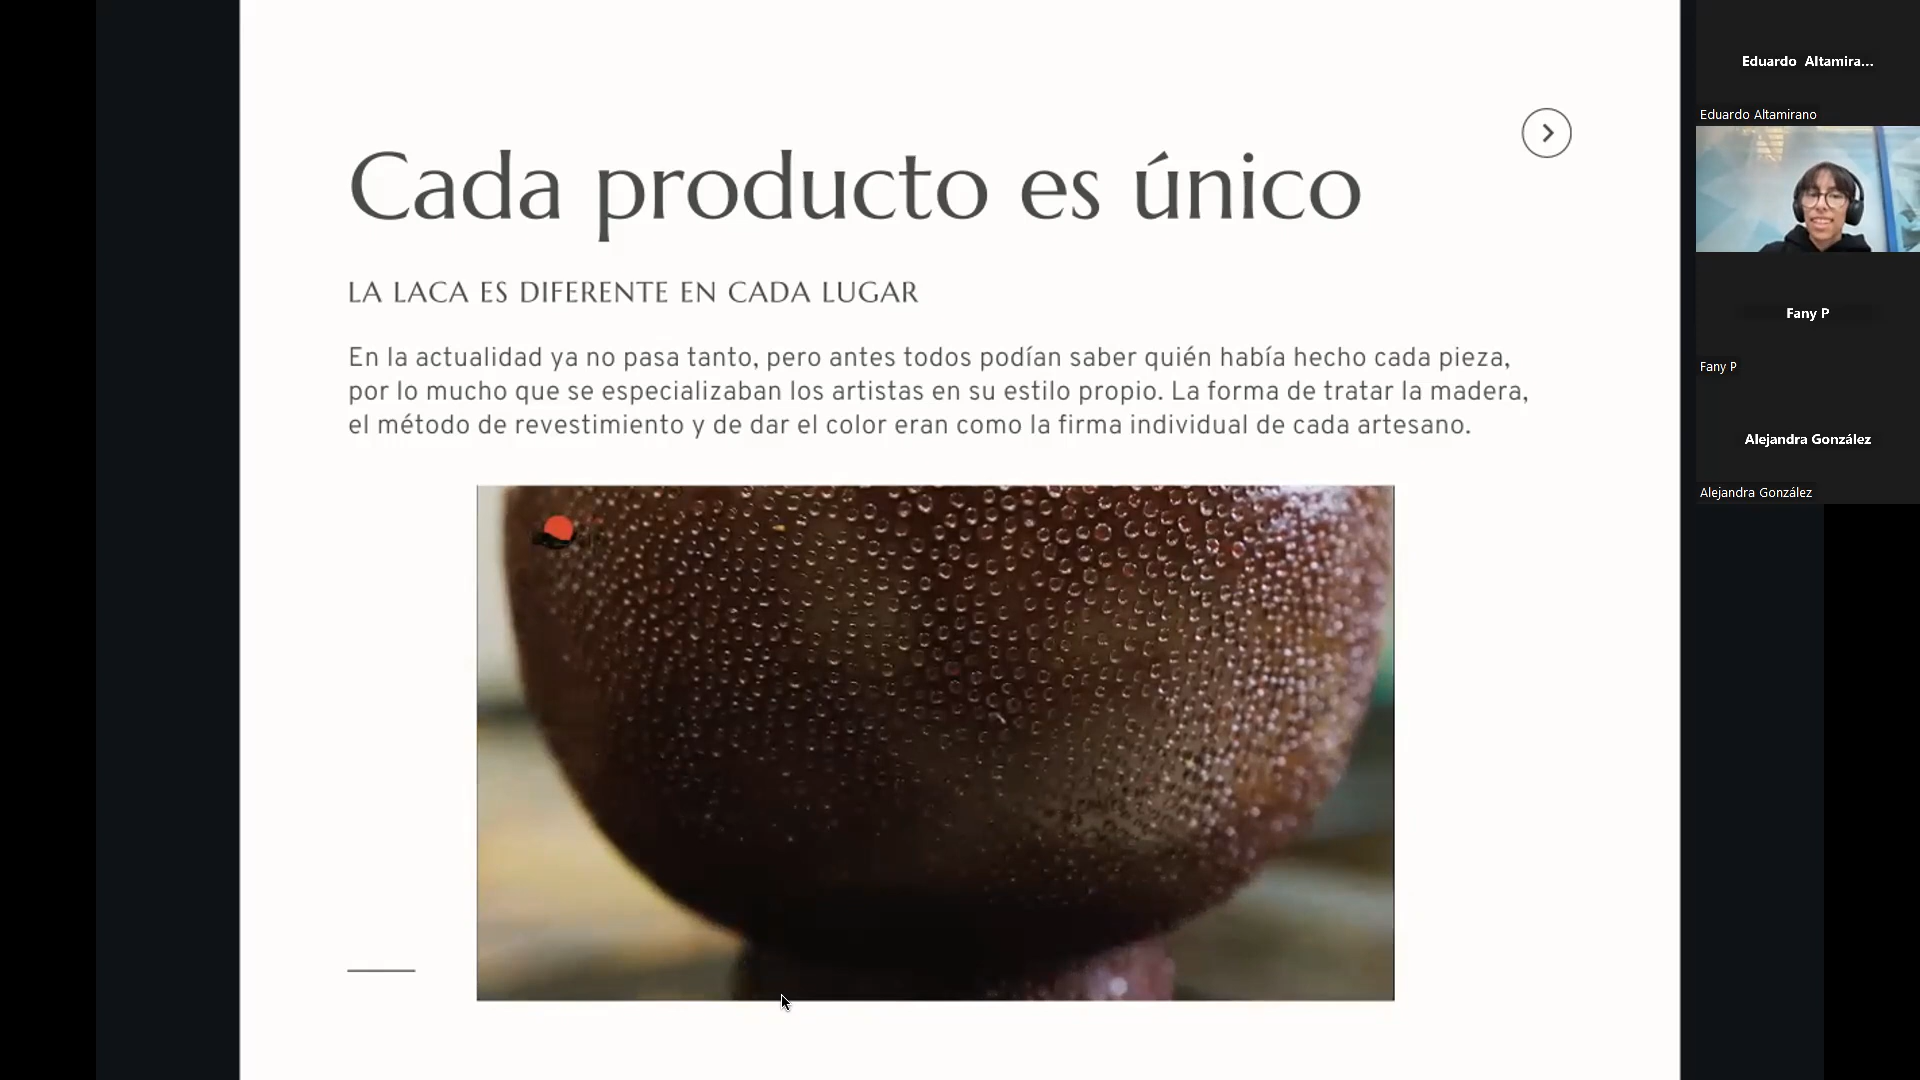 Cada producto es único
LA LACA ES DIFERENTE EN CADA LUGAR
En la actualidad ya no pasa tanto, pero antes todos podían saber quién había hecho cada pieza,
por lo mucho que se especializaban los artistas en su estilo propio. La forma de tratar la madera,
el método de revestimiento y de dar el color eran como la firma individual de cada artesano.
Eduardo Altamira...
Eduardo Altamirano
Fany P
Fany P
Alejandra González
Alejandra González